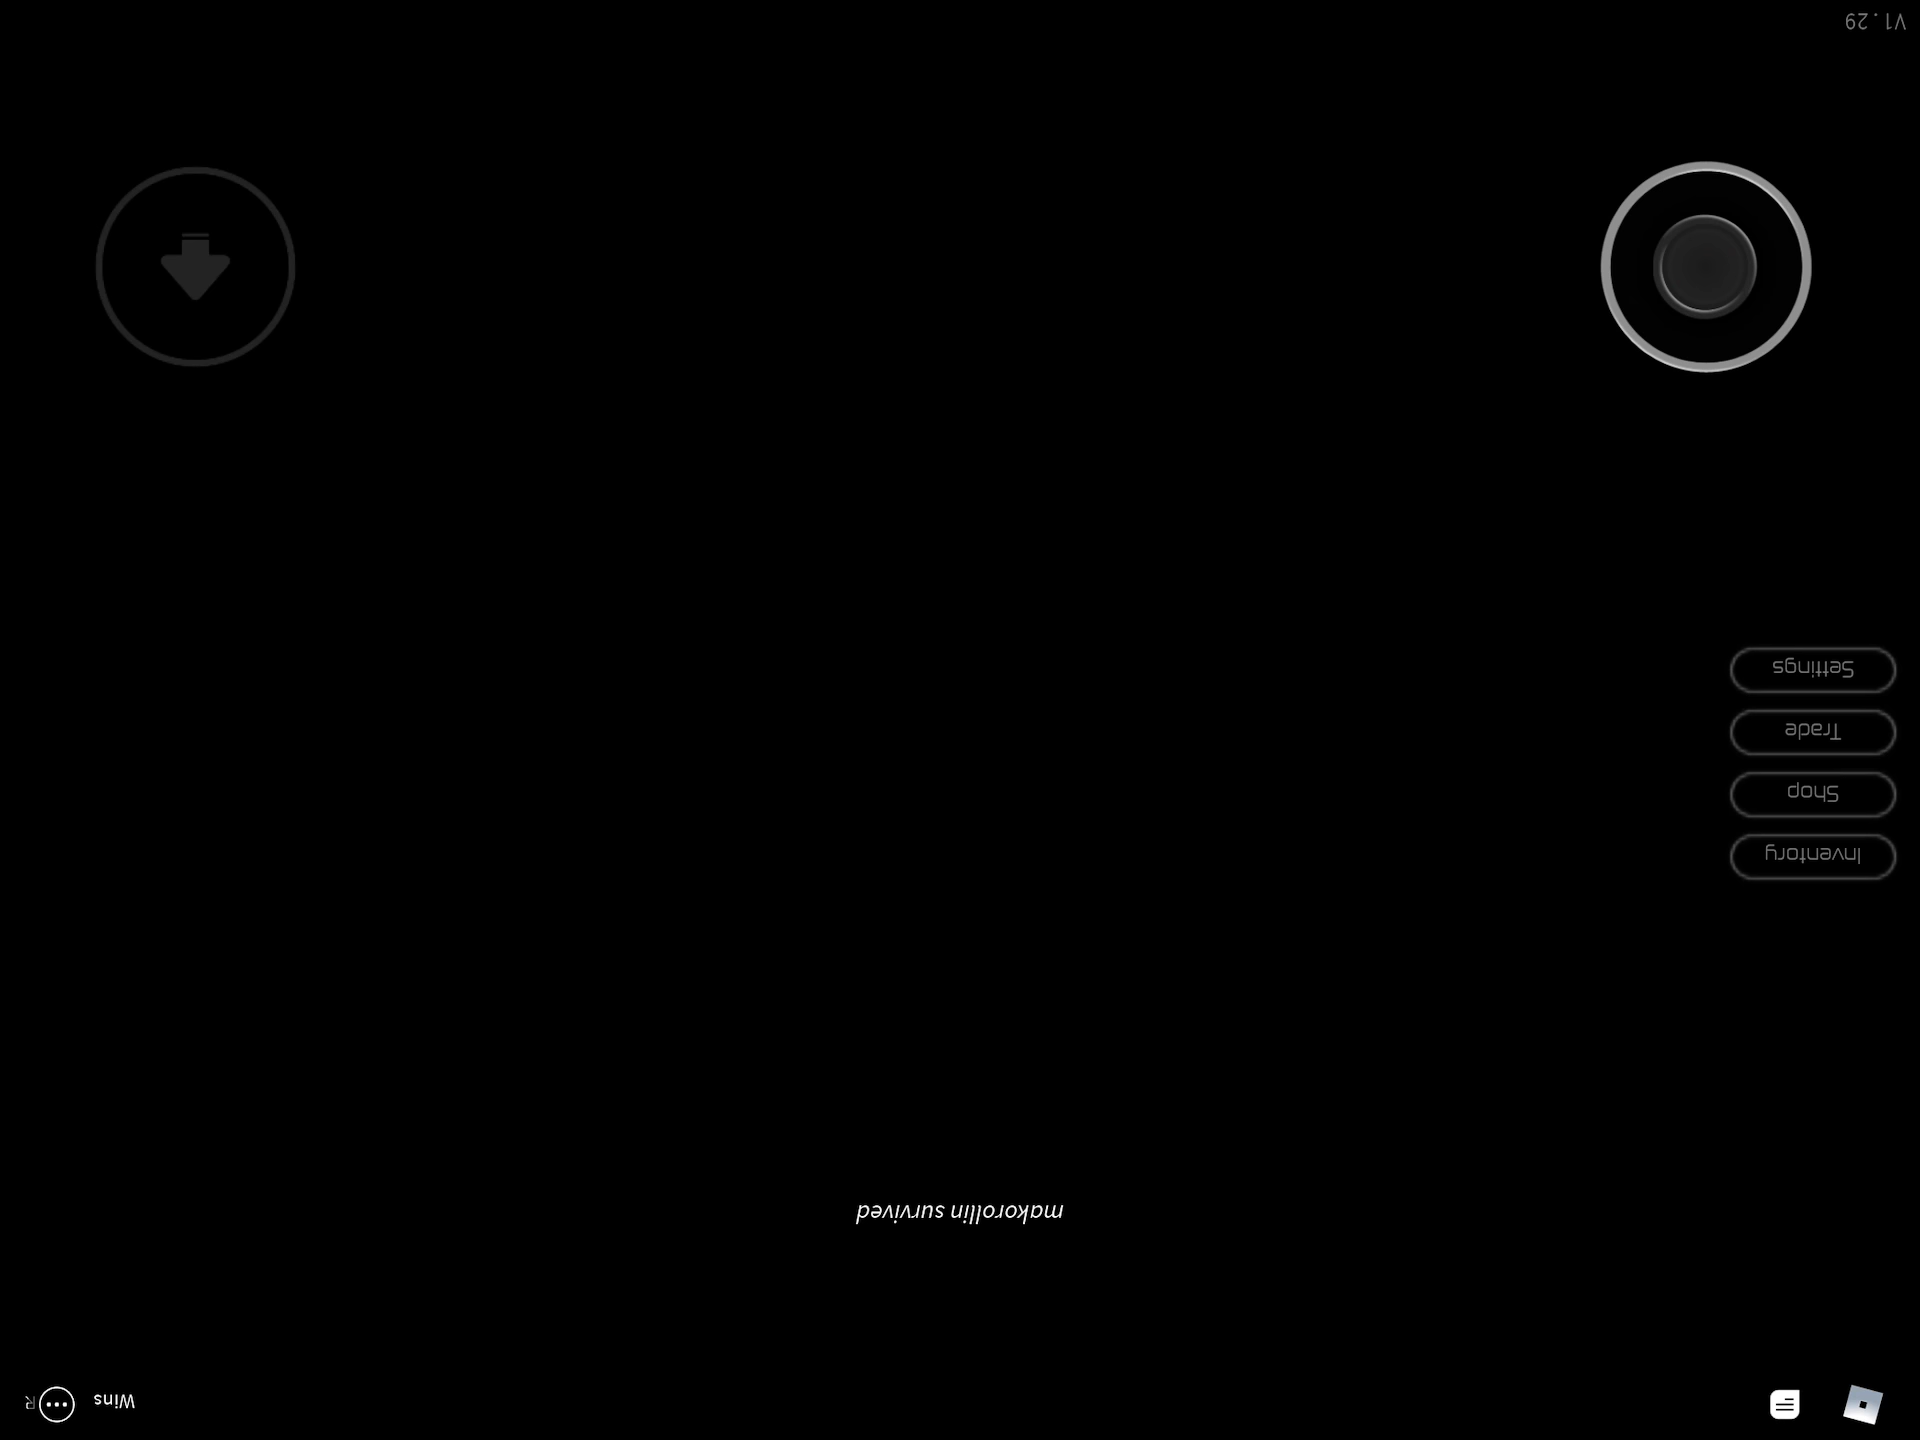 Wins
R
makorollin survived
Inventory
Shop
Trade
Settings
V1.29